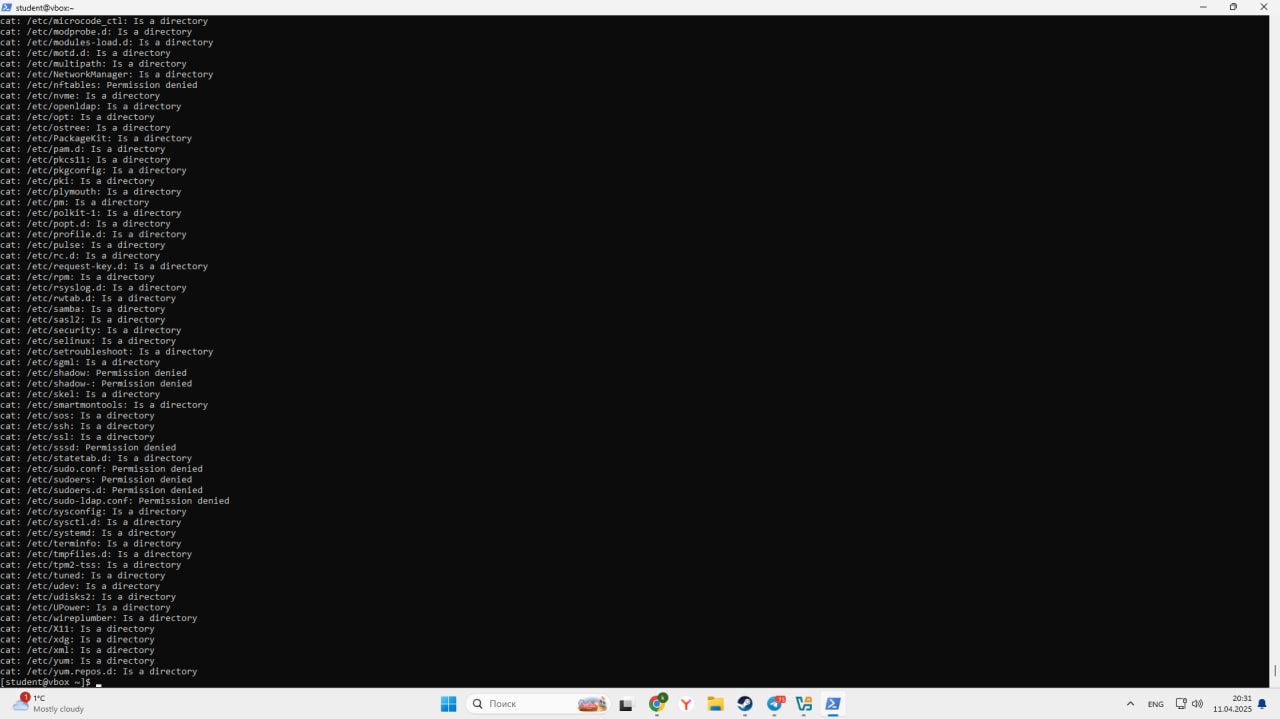 student@vbox:~
cat: /etc/microcode_ctl: Is a directory
cat: /etc/modprobe.d: Is a directory
cat: /etc/modules-load.d: Is a directory
cat: /etc/motd.d: Is a directory
cat: /etc/multipath: Is a directory
cat: /etc/NetworkManager: Is a directory
cat: /etc/nftables: Permission denied
cat: /etc/nvme: Is a directory
cat: /etc/openldap: Is a directory
cat: /etc/opt: Is a directory
cat: /etc/ostree: Is a directory
cat: /etc/PackageKit: Is a directory
cat: /etc/pam.d: Is a directory
cat: /etc/pkcs11: Is a directory
cat: /etc/pkgconfig: Is a directory
cat: /etc/pki: Is a directory
cat: /etc/plymouth: Is a directory
cat: /etc/pm: Is a directory
cat: /etc/polkit-1: Is a directory
cat: /etc/popt.d: Is a directory
cat: /etc/profile.d: Is a directory
cat: /etc/pulse: Is a directory
cat: /etc/rc.d: Is a directory
cat: /etc/request-key.d: Is a directory
cat: /etc/rpm: Is a directory
cat: /etc/rsyslog.d: Is a directory
cat: /etc/rwtab.d: Is a directory
cat: /etc/samba: Is a directory
cat: /etc/sasl2: Is a directory
cat: /etc/security: Is a directory
cat: /etc/selinux: Is a directory
cat: /etc/setroubleshoot: Is a directory
cat: /etc/sgml: Is a directory
cat: /etc/shadow: Permission denied
cat: /etc/shadow-: Permission denied
cat: /etc/skel: Is a directory
cat: /etc/smartmontools: Is a directory
cat: /etc/sos: Is a directory
cat: /etc/ssh: Is a directory
cat: /etc/ssl: Is a directory
cat: /etc/sssd: Permission denied
cat: /etc/statetab.d: Is a directory
cat: /etc/sudo.conf: Permission denied
cat: /etc/sudoers: Permission denied
cat: /etc/sudoers.d: Permission denied
cat: /etc/sudo-ldap.conf: Permission denied
cat: /etc/sysconfig: Is a directory
cat: /etc/sysctl.d: Is a directory
cat: /etc/systemd: Is a directory
cat: /etc/terminfo: Is a directory
cat: /etc/tmpfiles.d: Is a directory
cat: /etc/tpm2-tss: Is a directory
cat: /etc/tuned: Is a directory
cat: /etc/udev: Is a directory
cat: /etc/udisks2: Is a directory
cat: /etc/UPower: Is a directory
cat: /etc/wireplumber: Is a directory
cat: /etc/X11: Is a directory
cat: /etc/xdg: Is a directory
cat: /etc/xml: Is a directory
cat: /etc/yum: Is a directory
cat: /etc/yum.repos.d: Is a directory
[student@vbox ~]$
1
1°C
Mostly cloudy
Поиск
ENG
20:31
11.04.2025